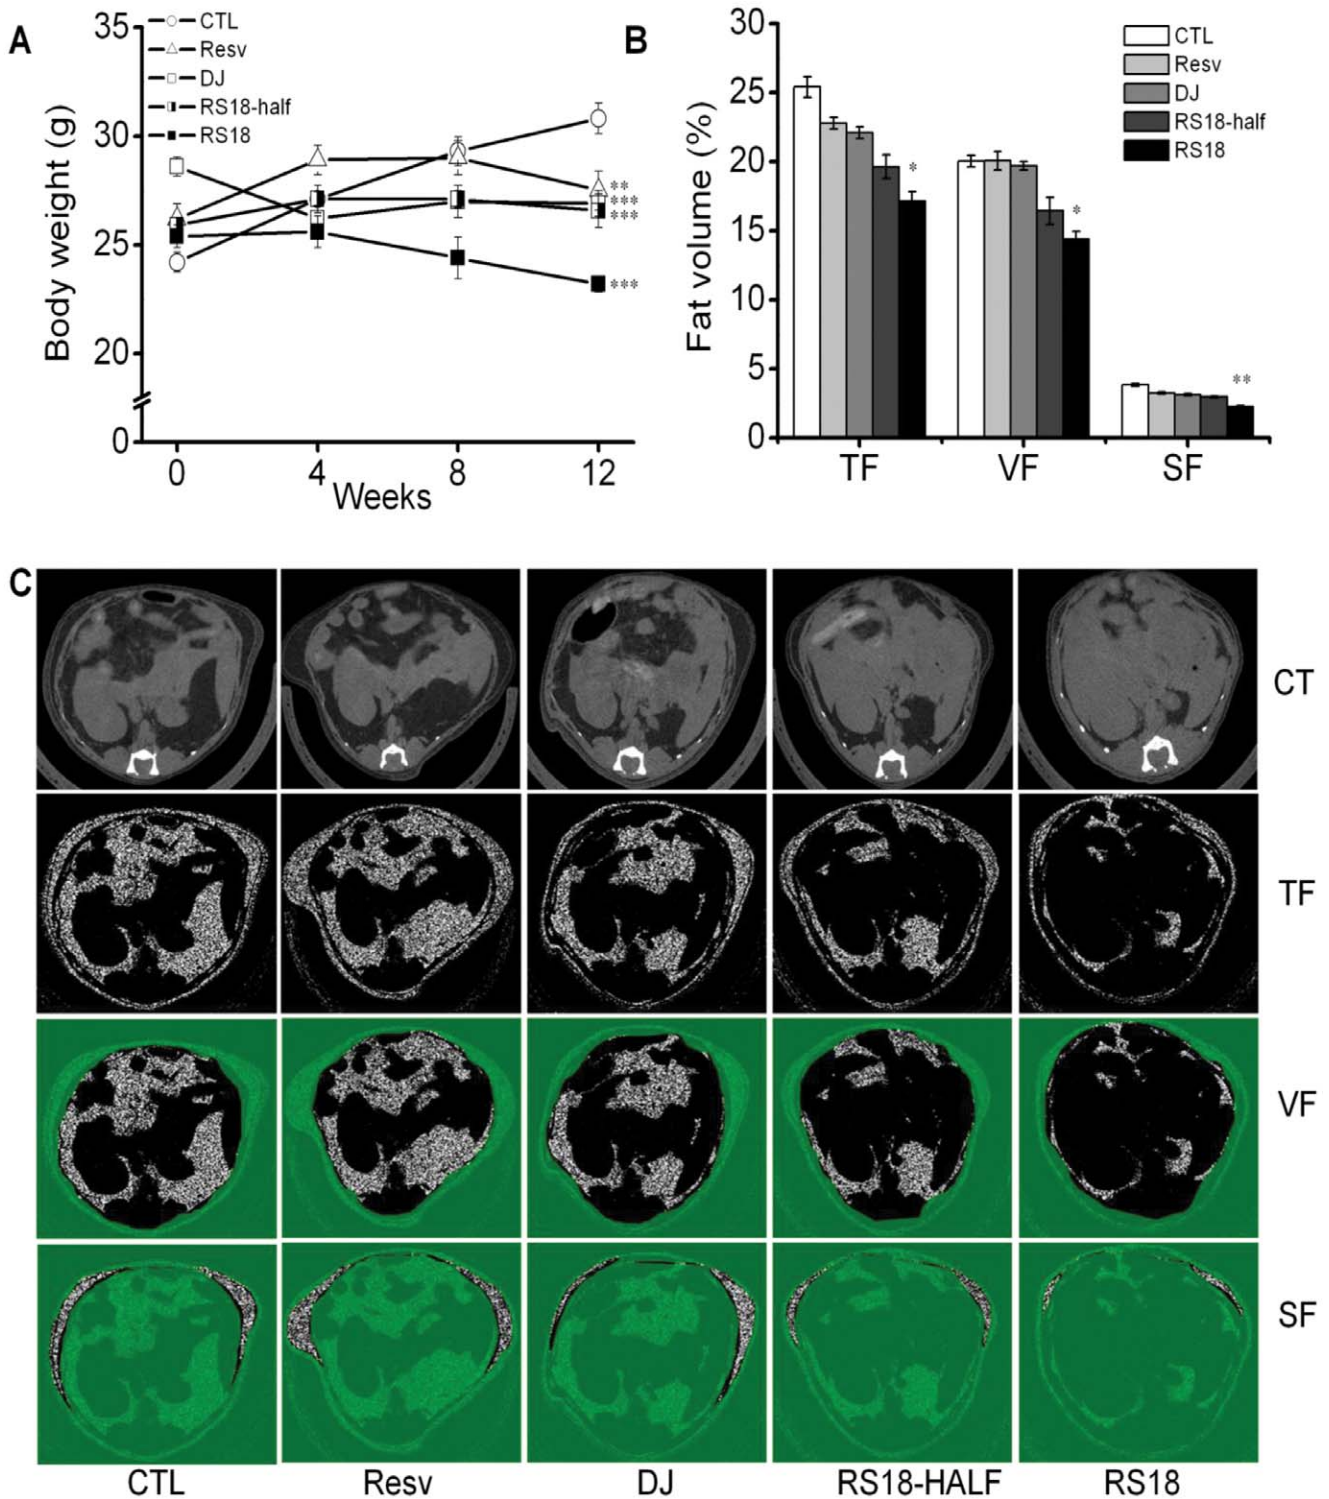 A
Body weight (g)
35
30
25
20
0
CTL
Resv
DJ
RS18-half
RS18
**
***
***
***
0 4 8 12
Weeks
B
Fat volume (%)
30
25
20
15
10
5
0
CTL
Resv
DJ
RS18-half
RS18
*
*
**
TF VF SF
C
CT
TF
VF
SF
CTL Resv DJ RS18-HALF RS18